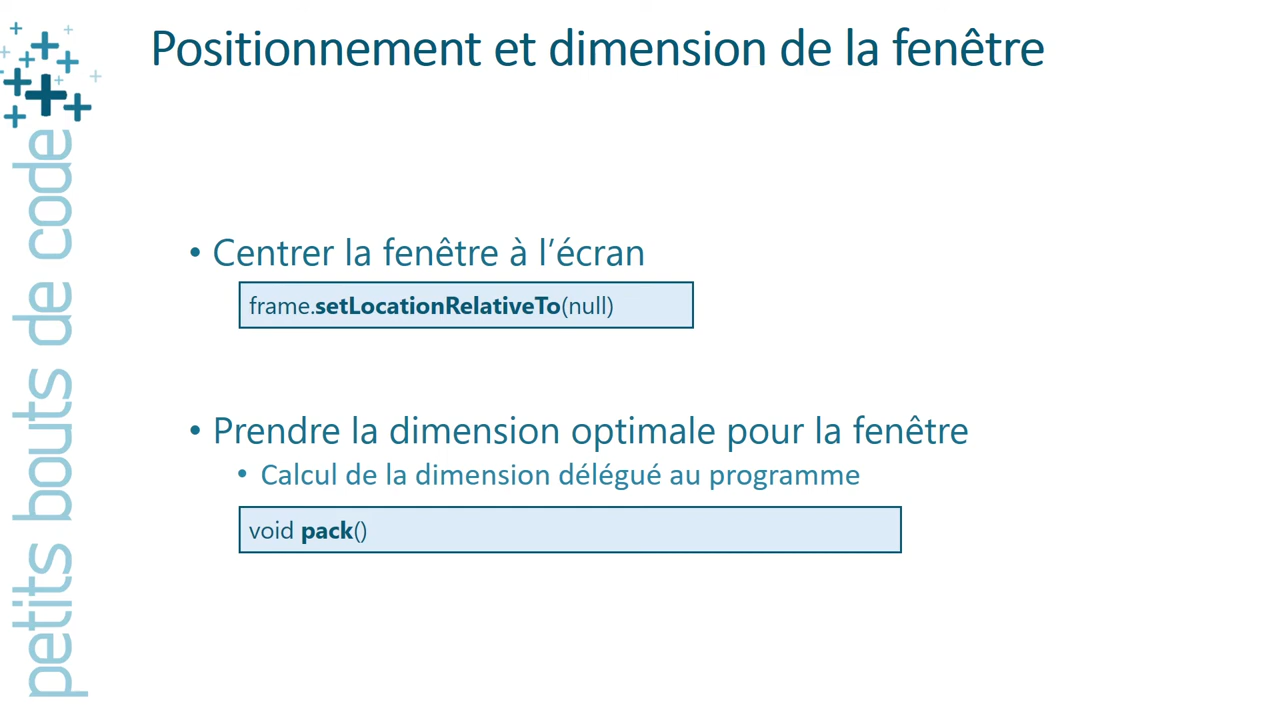 Positionnement et dimension de la fenêtre
petits bouts de code
• Centrer la fenêtre à l’écran
frame.setLocationRelativeTo(null)
• Prendre la dimension optimale pour la fenêtre
• Calcul de la dimension délégué au programme
void pack()